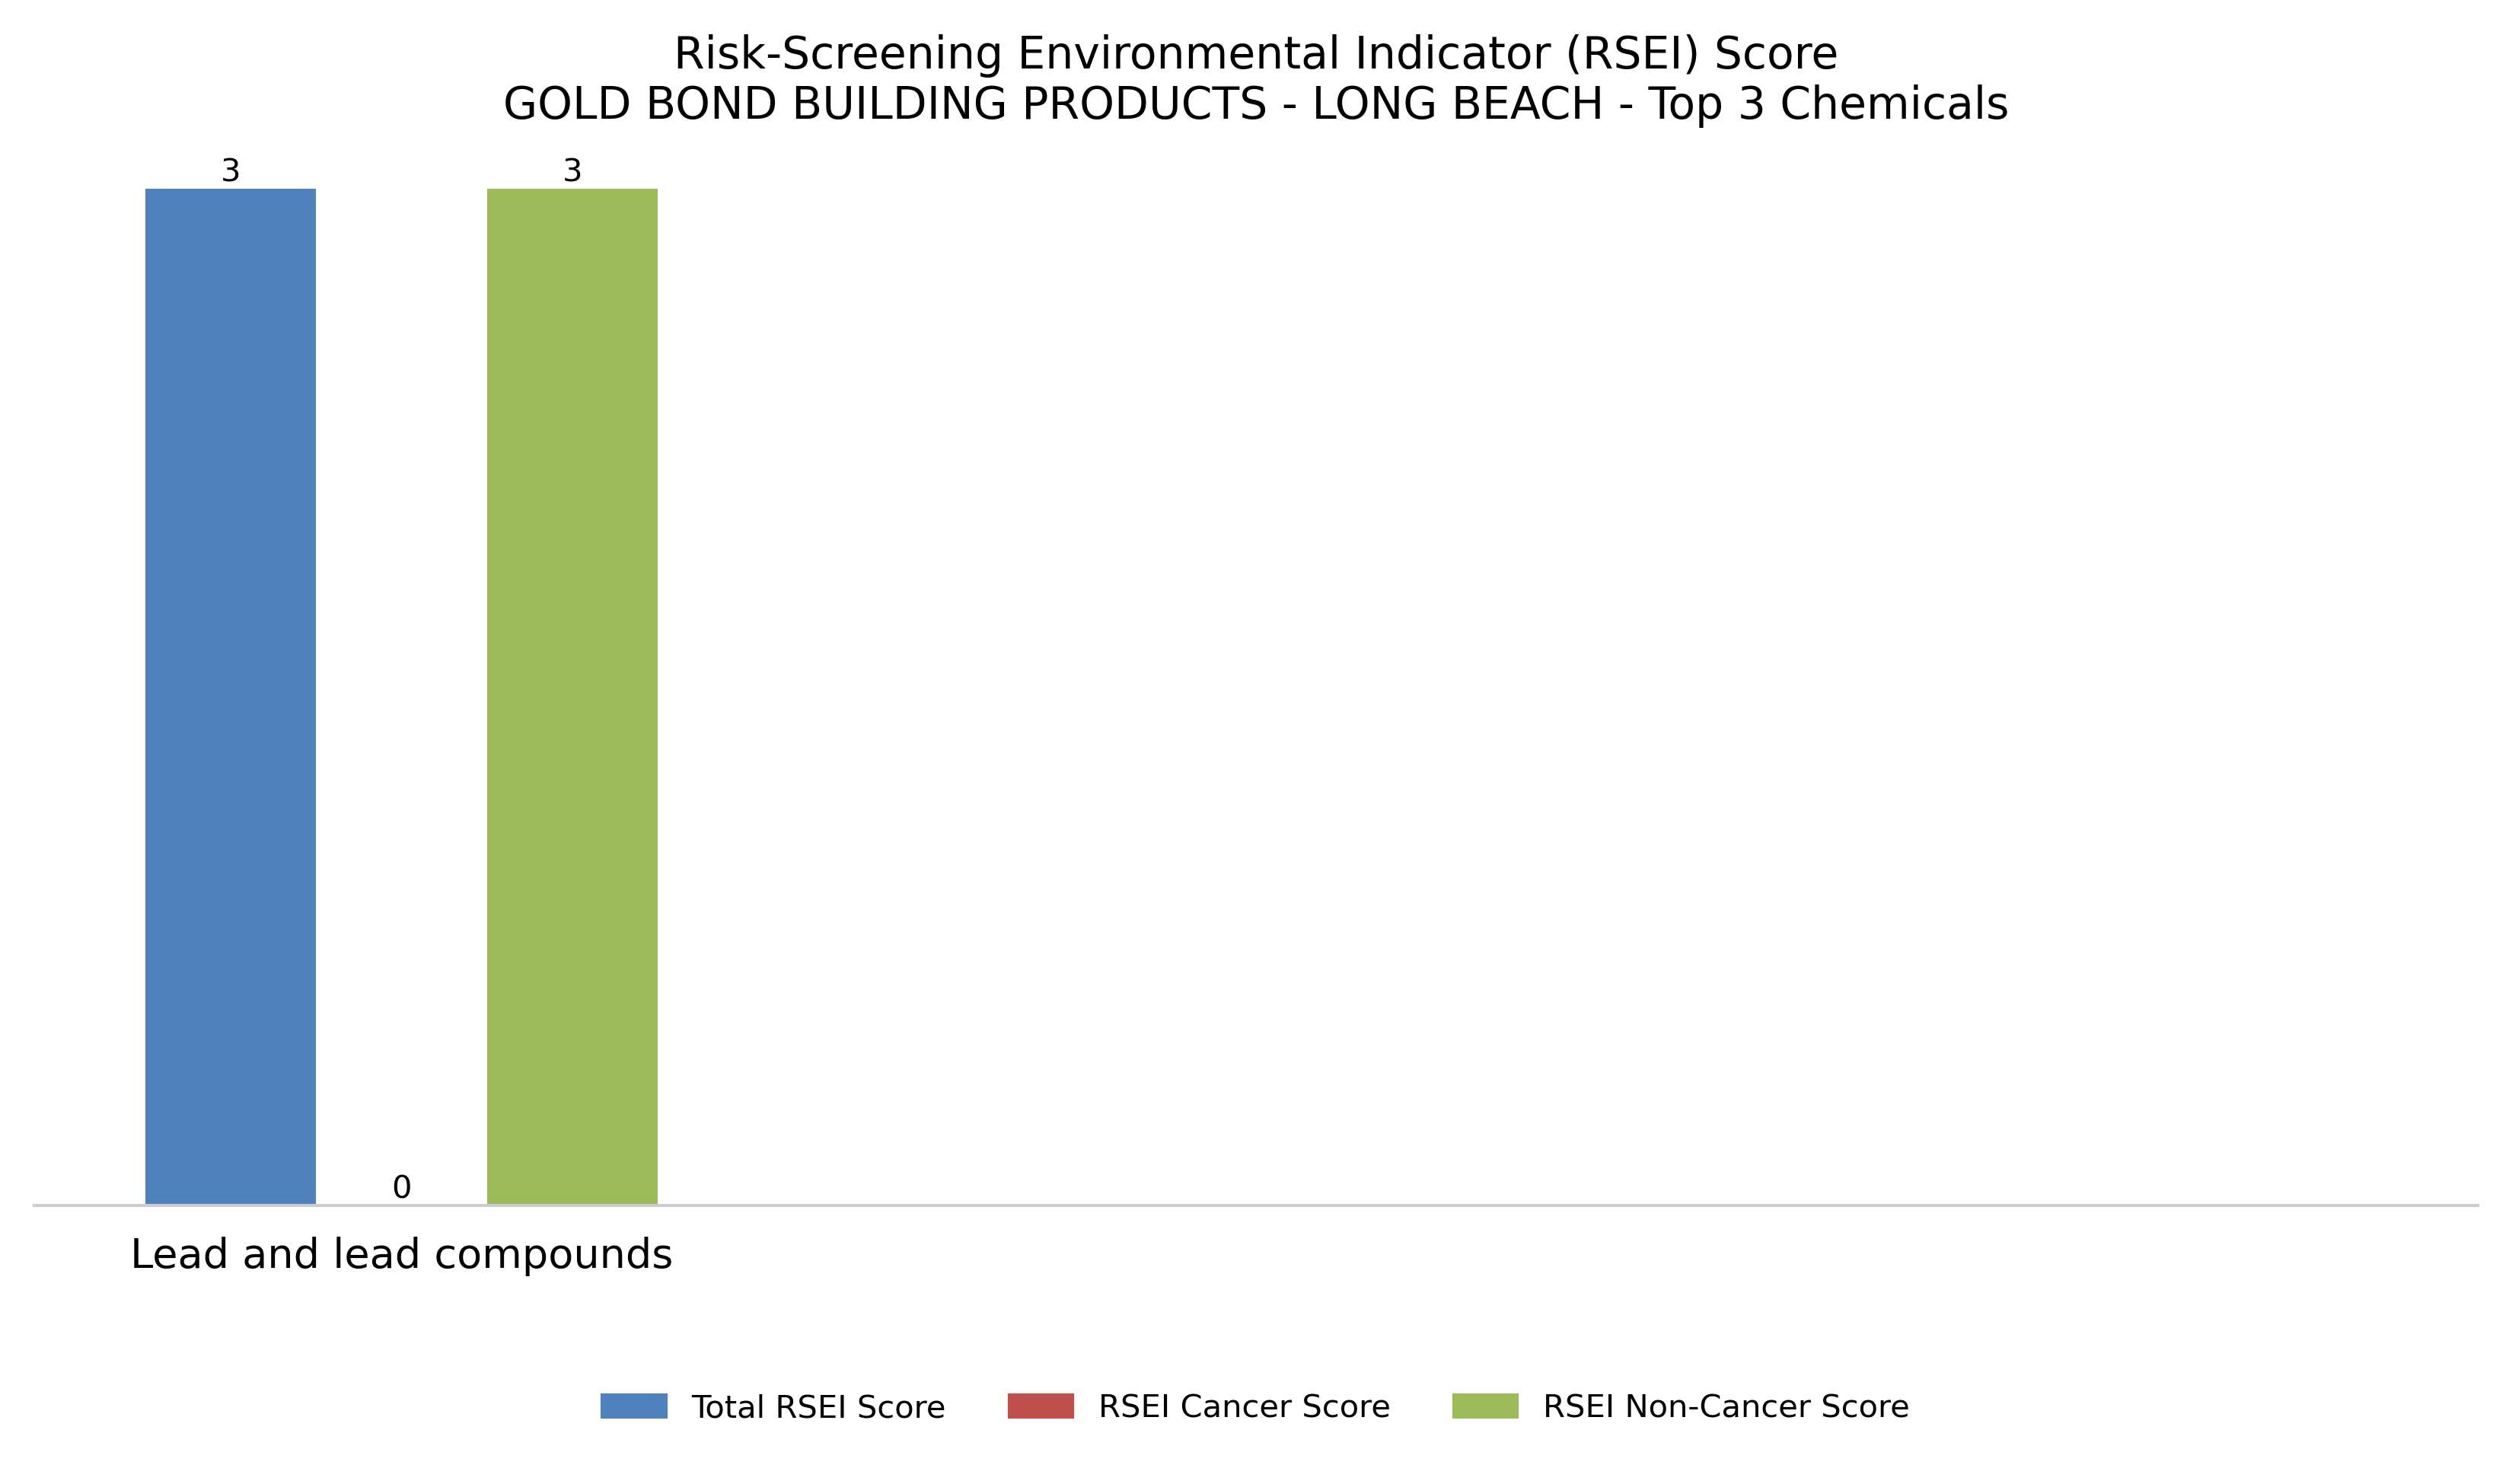 Risk-Screening Environmental Indicator (RSEI) Score
GOLD BOND BUILDING PRODUCTS - LONG BEACH - Top 3 Chemicals
3
3
0
Lead and lead compounds
Total RSEI Score
RSEI Cancer Score
RSEI Non-Cancer Score